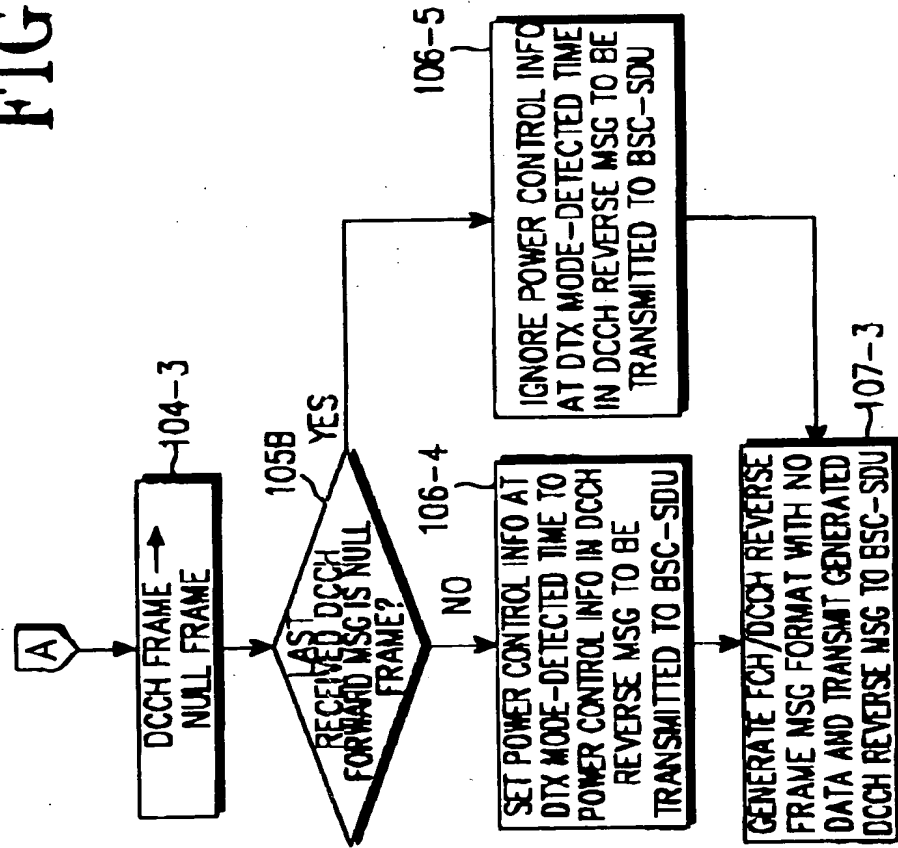 FIG
A
DCCH FRAME →
NULL FRAME
104-3
LAST
RECEIVED DCCH
FORWARD MSG IS NULL
FRAME?
105B
YES
NO
106-4
SET POWER CONTROL INFO AT
DTX MODE-DETECTED TIME TO
POWER CONTROL INFO IN DCCH
REVERSE MSG TO BE
TRANSMITTED TO BSC-SDU
106-5
IGNORE POWER CONTROL INFO
AT DTX MODE-DETECTED TIME
IN DCCH REVERSE MSG TO BE
TRANSMITTED TO BSC-SDU
107-3
GENERATE FCH/DCCH REVERSE
FRAME MSG FORMAT WITH NO
DATA AND TRANSMIT GENERATED
DCCH REVERSE MSG TO BSC-SDU